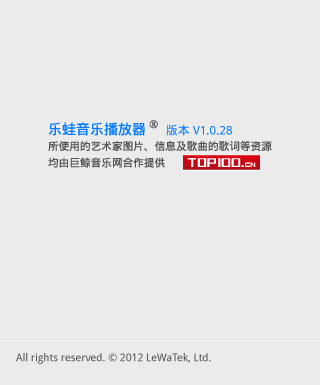 乐蛙音乐播放器® 版本 V1.0.28
所使用的艺术家图片、信息及歌曲的歌词等资源
均由巨鲸音乐网合作提供 TOP100.CN
All rights reserved. © 2012 LeWaTek, Ltd.